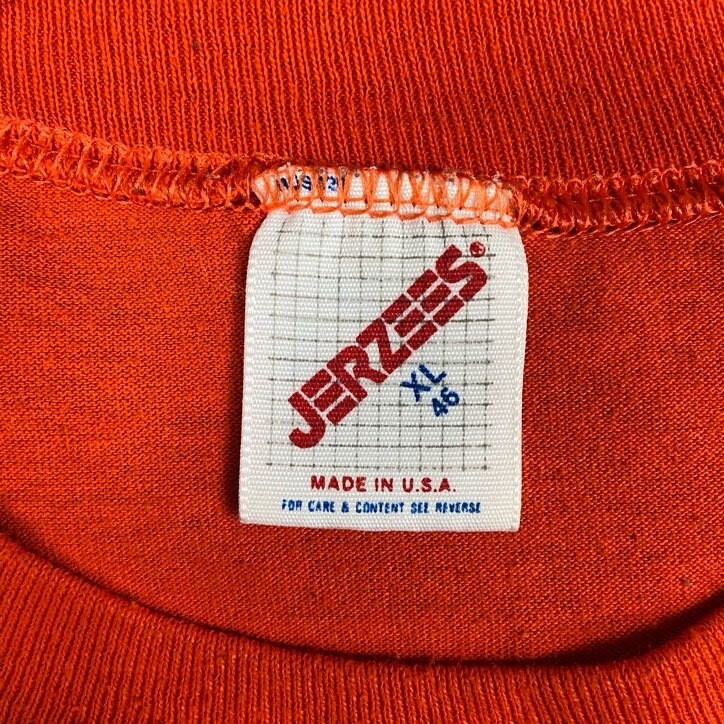 JERZEES®
XL
46
MADE IN U.S.A.
FOR CARE & CONTENT SEE REVERSE